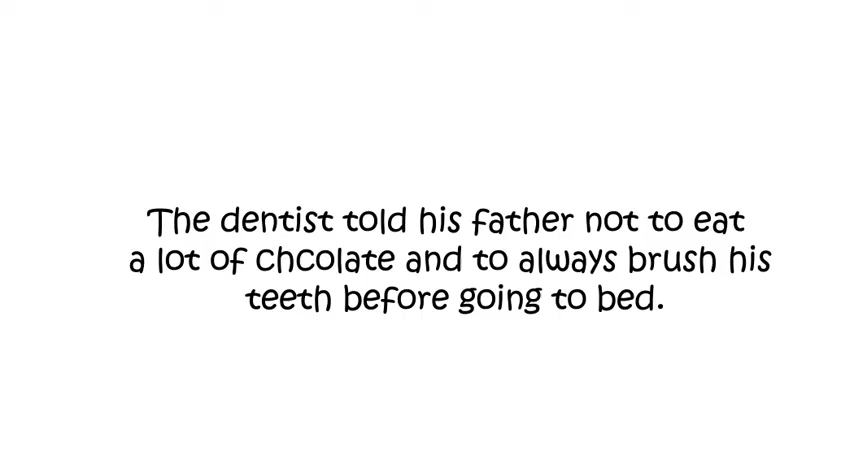 The dentist told his father not to eat
a lot of chcolate and to always brush his
teeth before going to bed.